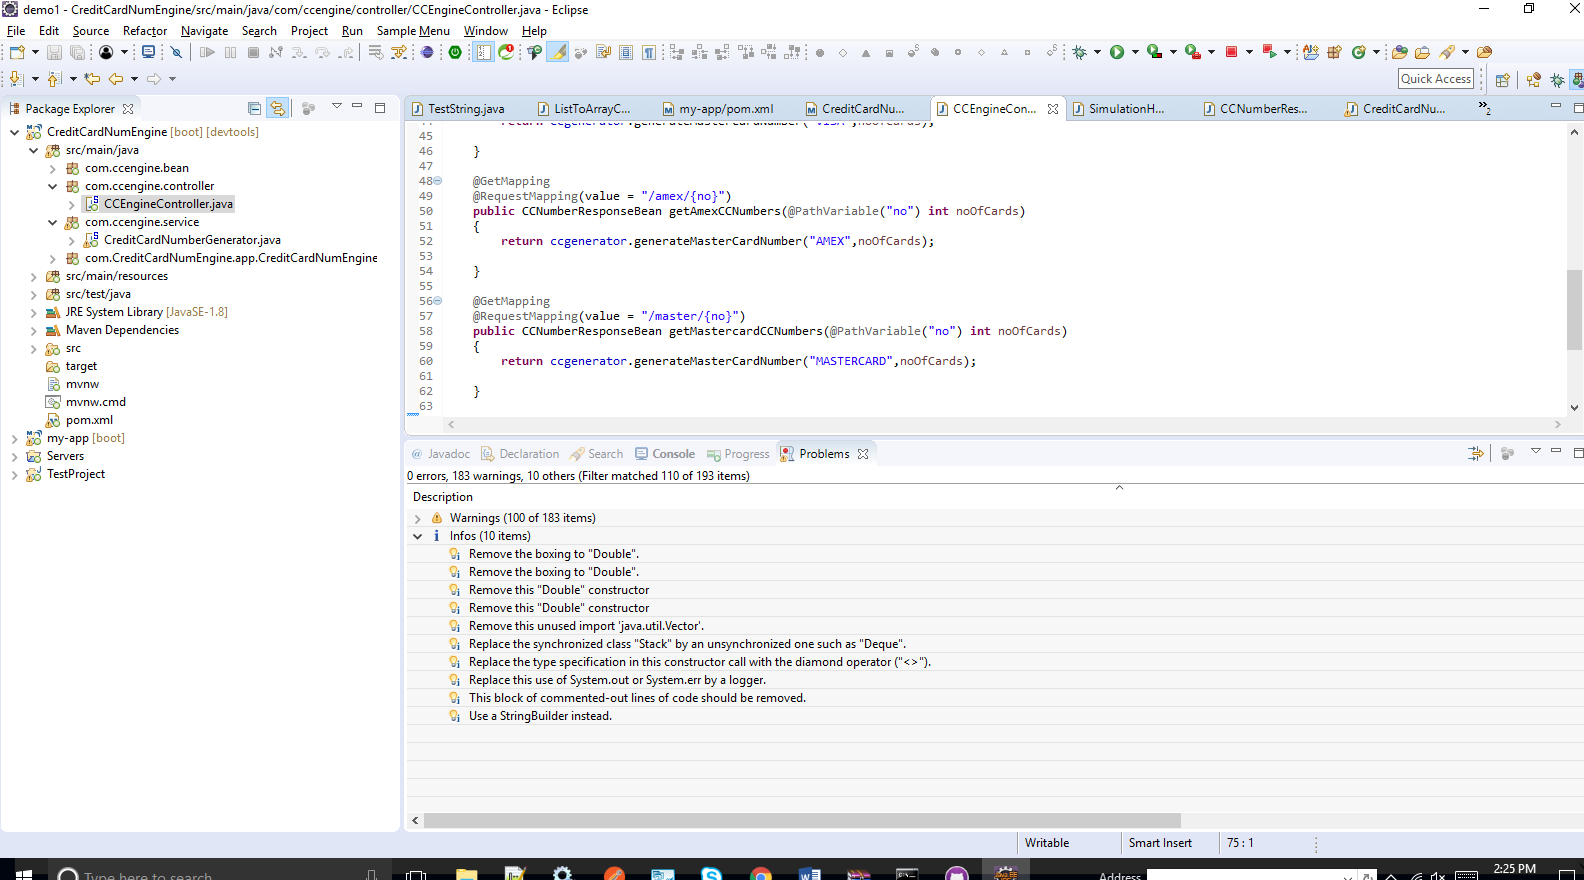 demo1 - CreditCardNumEngine/src/main/java/com/ccengine/controller/CCEngineController.java - Eclipse
File Edit Source Refactor Navigate Search Project Run Sample Menu Window Help
Quick Access
Package Explorer
CreditCardNumEngine [boot] [devtools]
src/main/java
com.ccengine.bean
com.ccengine.controller
CCEngineController.java
com.ccengine.service
CreditCardNumberGenerator.java
com.CreditCardNumEngine.app.CreditCardNumEngine
src/main/resources
src/test/java
JRE System Library [JavaSE-1.8]
Maven Dependencies
src
target
mvnw
mvnw.cmd
pom.xml
my-app [boot]
Servers
TestProject
TestString.java ListToArrayC... my-app/pom.xml CreditCardNu... CCEngineCon... SimulationH... CCNumberRes... CreditCardNu... »2
44 return ccgenerator.generateMasterCardNumber("VISA",noOfCards);
45
46 }
47
48 @GetMapping
49 @RequestMapping(value = "/amex/{no}")
50 public CCNumberResponseBean getAmexCCNumbers(@PathVariable("no") int noOfCards)
51 {
52 return ccgenerator.generateMasterCardNumber("AMEX",noOfCards);
53
54 }
55
56 @GetMapping
57 @RequestMapping(value = "/master/{no}")
58 public CCNumberResponseBean getMastercardCCNumbers(@PathVariable("no") int noOfCards)
59 {
60 return ccgenerator.generateMasterCardNumber("MASTERCARD",noOfCards);
61
62 }
63
@ Javadoc Declaration Search Console Progress Problems
0 errors, 183 warnings, 10 others (Filter matched 110 of 193 items)
Description
Warnings (100 of 183 items)
Infos (10 items)
Remove the boxing to "Double".
Remove the boxing to "Double".
Remove this "Double" constructor
Remove this "Double" constructor
Remove this unused import 'java.util.Vector'.
Replace the synchronized class "Stack" by an unsynchronized one such as "Deque".
Replace the type specification in this constructor call with the diamond operator ("<>").
Replace this use of System.out or System.err by a logger.
This block of commented-out lines of code should be removed.
Use a StringBuilder instead.
Writable Smart Insert 75 : 1
Type here to search Address 2:25 PM